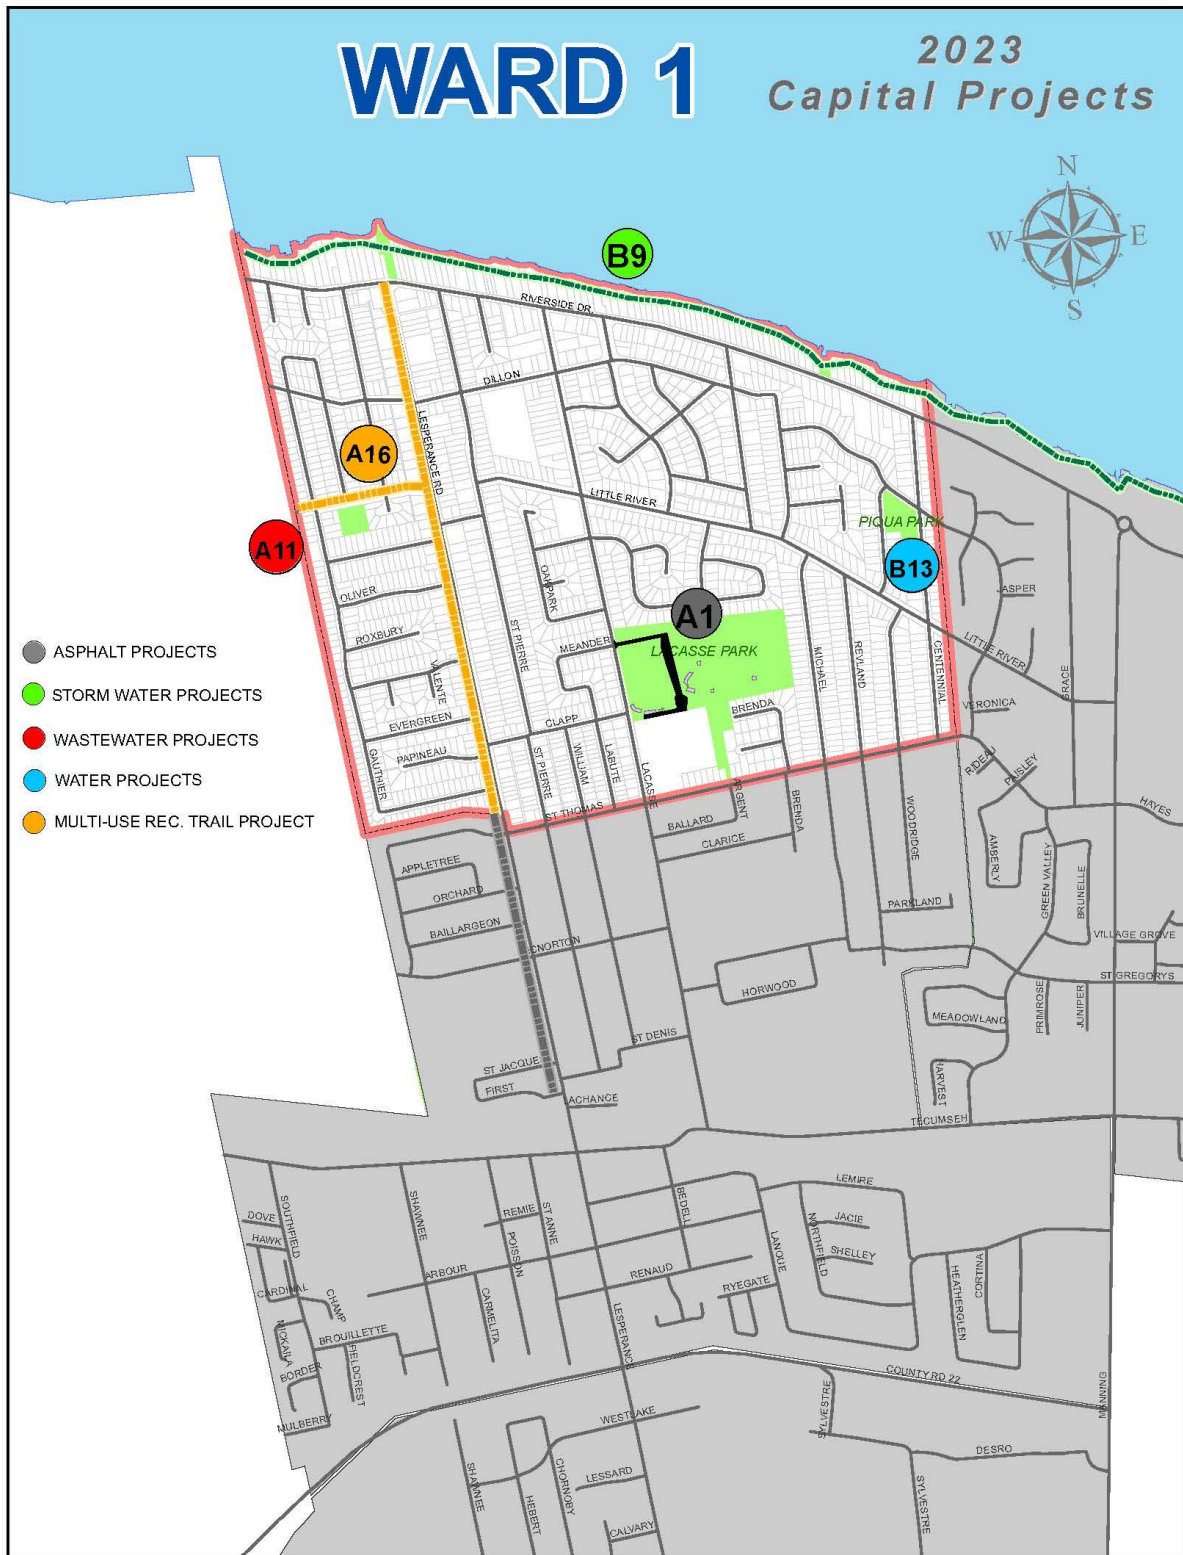 WARD 1
2023
Capital Projects
N
W
E
S
B9
RIVERSIDE DR.
DILLON
LESPERANCE RD
A16
LITTLE RIVER
PIQUA PARK
A11
B13
OAKPARK
OLIVER
JASPER
A1
ROXBURY
ST PIERRE
MEANDER
LACASSE PARK
LITTLE RIVER
ASPHALT PROJECTS
STORM WATER PROJECTS
WASTEWATER PROJECTS
WATER PROJECTS
MULTI-USE REC. TRAIL PROJECT
VALENTE
MICHAEL
REVLAND
CENTENNIAL
GRACE
EVERGREEN
CLAPP
BRENDA
VERONICA
PAPINEAU
GAUTHIER
ST PIERRE
WILLIAM
LABUTE
LACASSE
RIDEAU
PAISLEY
ST THOMAS
ARGENT
BRENDA
HAYES
BALLARD
CLARICE
WOODRIDGE
AMBERLY
GREEN VALLEY
BRUNELLE
APPLETREE
ORCHARD
BAILLARGEON
PARKLAND
VILLAGE GROVE
CNORTON
ST GREGORYS
HORWOOD
MEADOWLAND
PRIMROSE
JUNIPER
ST DENIS
ST JACQUE
FIRST
ACHANCE
HARVEST
TECUMSEH
LEMIRE
SOUTHFIELD
SHAWNEE
DOVE
HAWK
REMIE
ST ANNE
POISSON
BEDELL
LANOUE
NORTHFIELD
JACIE
SHELLEY
ARBOUR
RENAUD
RYEGATE
CARDINAL
CHAMP
CARMELITA
HEATHERGLEN
CORTINA
MICKAILA
BROUILLETTE
LESPERANCE
BORDER
FIELDCREST
COUNTY RD 22
MANNING
MULBERRY
WESTLAKE
SYLVESTRE
DESRO
SHAWNEE
CHORNOBY
LESSARD
HEBERT
CALVARY
SYLVESTRE